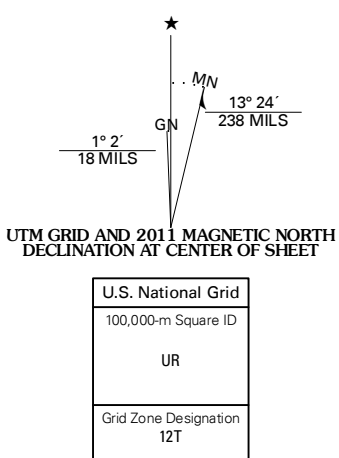 ★
MN
13° 24´
238 MILS
GN
1° 2´
18 MILS
UTM GRID AND 2011 MAGNETIC NORTH
DECLINATION AT CENTER OF SHEET
U.S. National Grid
100,000-m Square ID
UR
Grid Zone Designation
12T